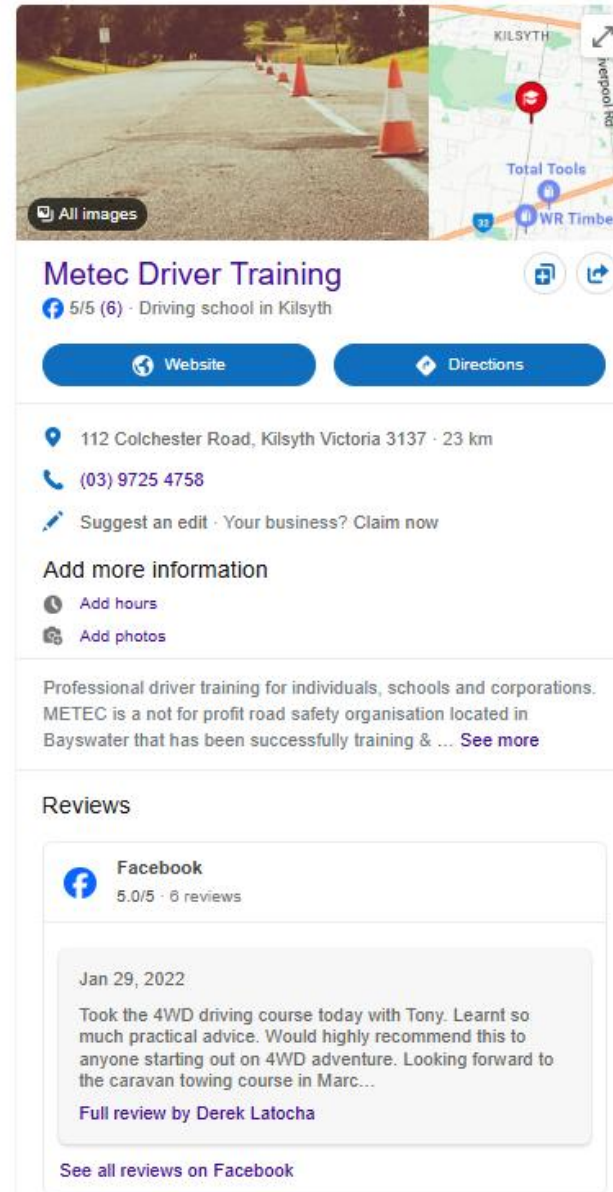 KILSYTH
iverpool Rd
Total Tools
32
WR Timbe
All images
Metec Driver Training
5/5 (6) · Driving school in Kilsyth
Website
Directions
112 Colchester Road, Kilsyth Victoria 3137 · 23 km
(03) 9725 4758
Suggest an edit · Your business? Claim now
Add more information
Add hours
Add photos
Professional driver training for individuals, schools and corporations.
METEC is a not for profit road safety organisation located in
Bayswater that has been successfully training & ... See more
Reviews
Facebook
5.0/5 · 6 reviews
Jan 29, 2022
Took the 4WD driving course today with Tony. Learnt so
much practical advice. Would highly recommend this to
anyone starting out on 4WD adventure. Looking forward to
the caravan towing course in Marc...
Full review by Derek Latocha
See all reviews on Facebook